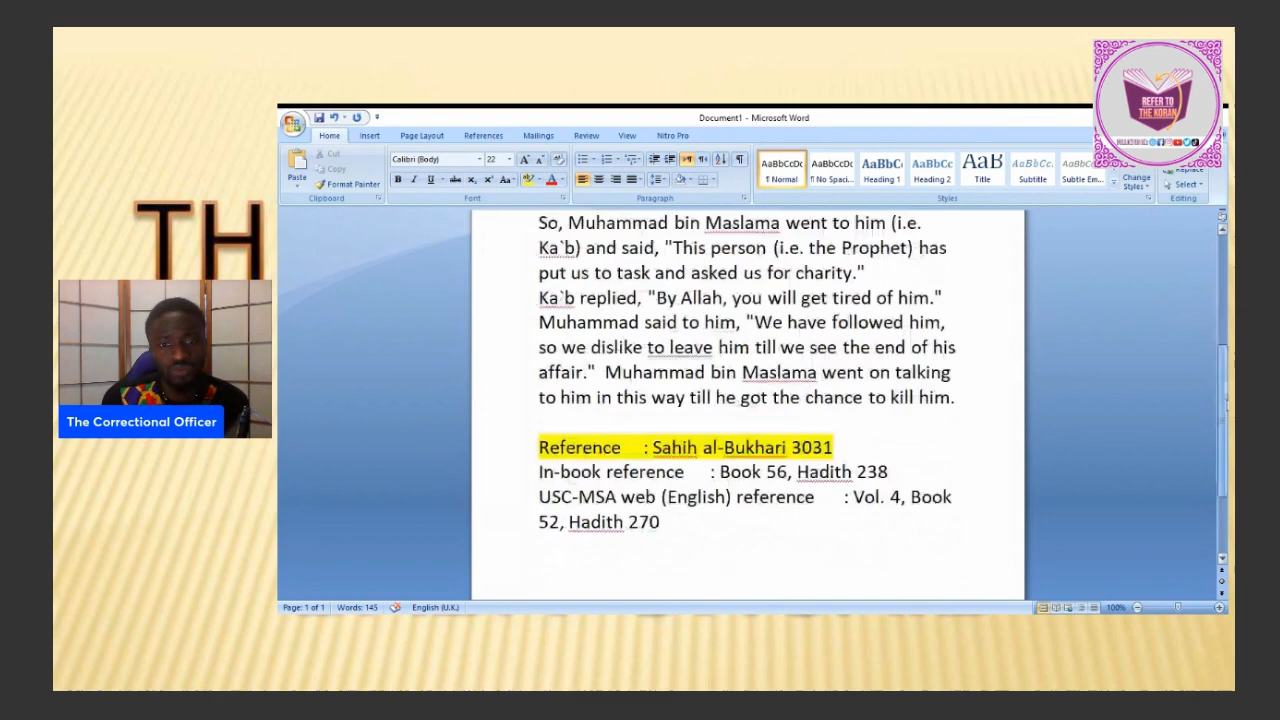 Document1 - Microsoft Word
Home Insert Page Layout References Mailings Review View Nitro Pro
Cut
Copy
Paste
Format Painter
Clipboard
Calibri (Body) 22
Font
Paragraph
AaBbCcDc AaBbCcDc AaBbC AaBbCc AaB AaBbCc. AaBbCc
¶ Normal ¶ No Spaci... Heading 1 Heading 2 Title Subtitle Subtle Em...
Change
Styles
Styles
Replace
Select
Editing
REFER TO
THE KORAN
TH
So, Muhammad bin Maslama went to him (i.e.
Ka`b) and said, "This person (i.e. the Prophet) has
put us to task and asked us for charity."
Ka`b replied, "By Allah, you will get tired of him."
Muhammad said to him, "We have followed him,
so we dislike to leave him till we see the end of his
affair." Muhammad bin Maslama went on talking
to him in this way till he got the chance to kill him.
Reference : Sahih al-Bukhari 3031
In-book reference : Book 56, Hadith 238
USC-MSA web (English) reference : Vol. 4, Book
52, Hadith 270
The Correctional Officer
Page: 1 of 1 Words: 145 English (U.K.) 100%